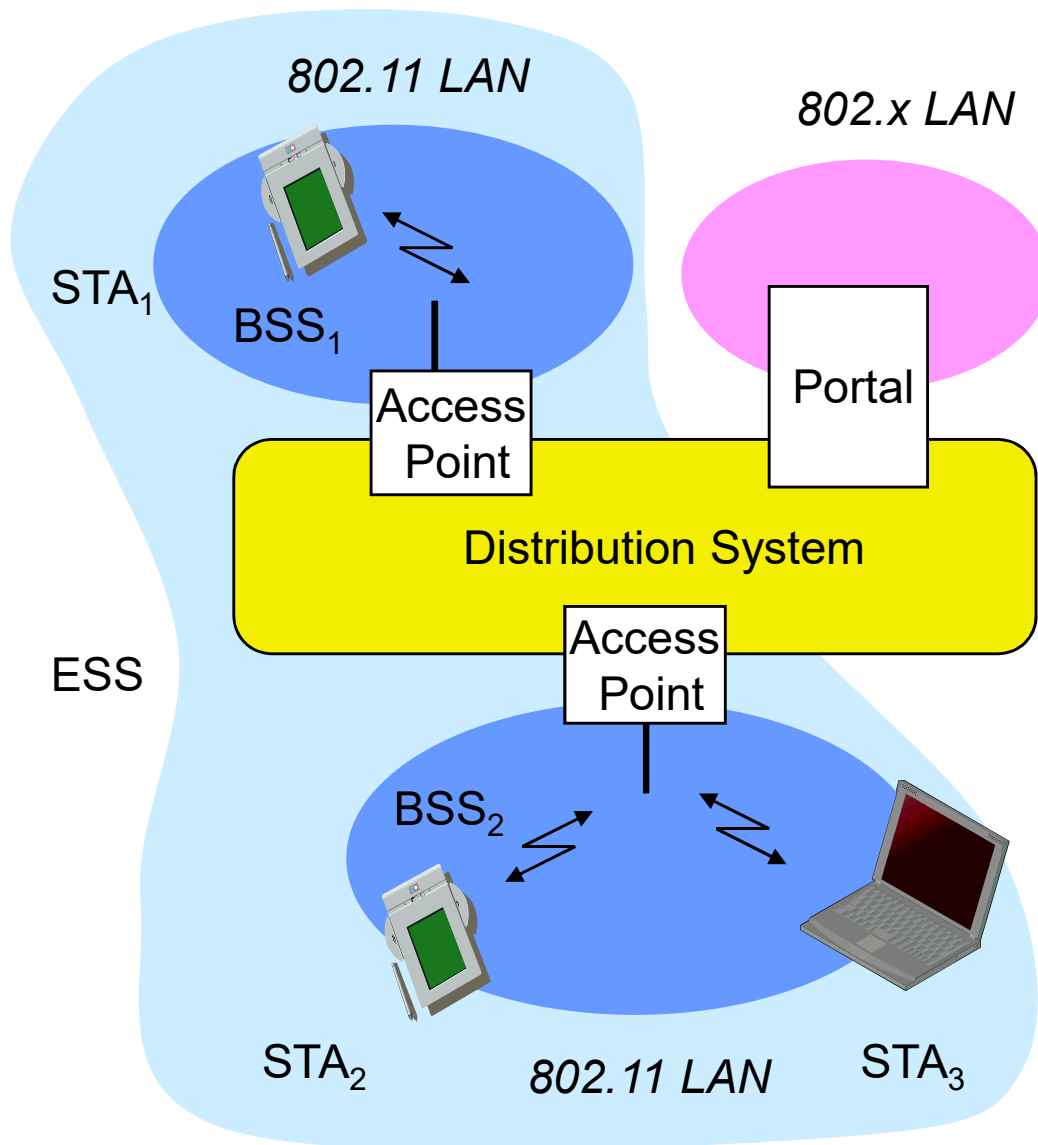 802.11 LAN
802.x LAN
STA₁
BSS₁
Access
Point
Portal
Distribution System
Access
Point
ESS
BSS₂
STA₂
802.11 LAN
STA₃